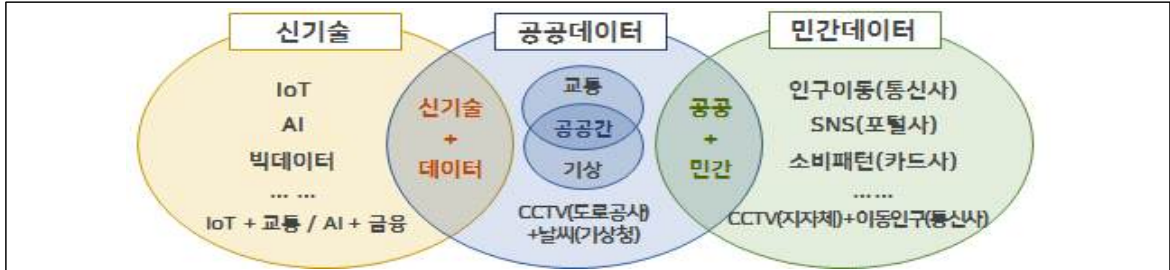 신기술
IoT
AI
빅데이터
... ...
IoT + 교통 / AI + 금융
신기술
+
데이터
공공데이터
교통
공공간
기상
CCTV(도로공사)
+날씨(기상청)
공공
+
민간
민간데이터
인구이동(통신사)
SNS(포털사)
소비패턴(카드사)
... ...
CCTV(지자체)+이동인구(통신사)